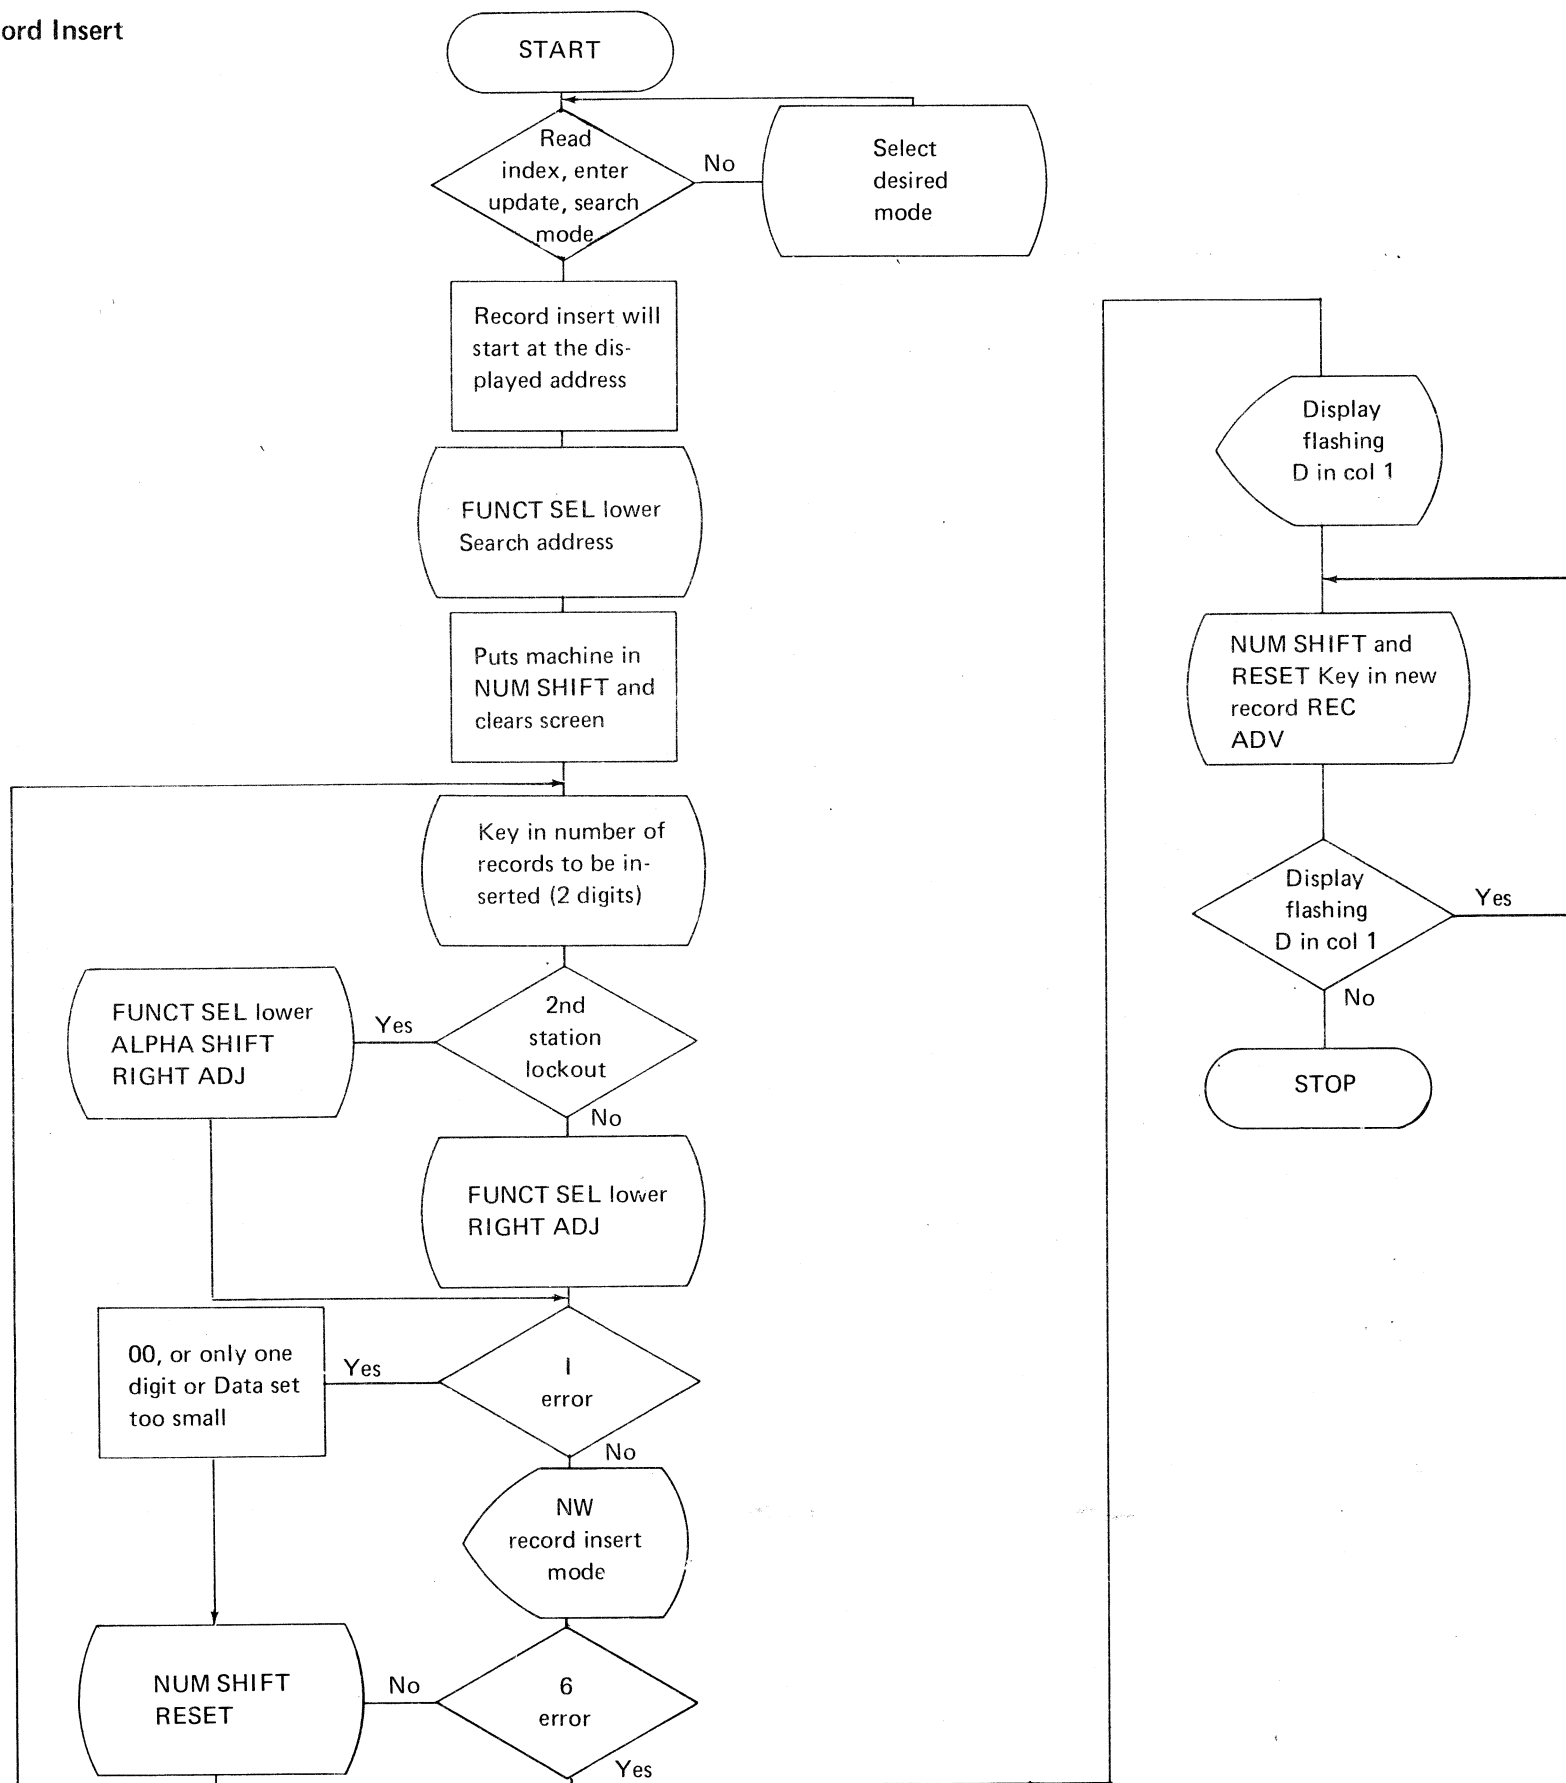 ord Insert
START
Read
index, enter
update, search
mode
No
Select
desired
mode
Record insert will
start at the dis-
played address
FUNCT SEL lower
Search address
Puts machine in
NUM SHIFT and
clears screen
Key in number of
records to be in-
serted (2 digits)
2nd
station
lockout
Yes
FUNCT SEL lower
ALPHA SHIFT
RIGHT ADJ
No
FUNCT SEL lower
RIGHT ADJ
I
error
Yes
00, or only one
digit or Data set
too small
No
NW
record insert
mode
6
error
No
NUM SHIFT
RESET
Yes
Display
flashing
D in col 1
NUM SHIFT and
RESET Key in new
record REC
ADV
Display
flashing
D in col 1
Yes
No
STOP